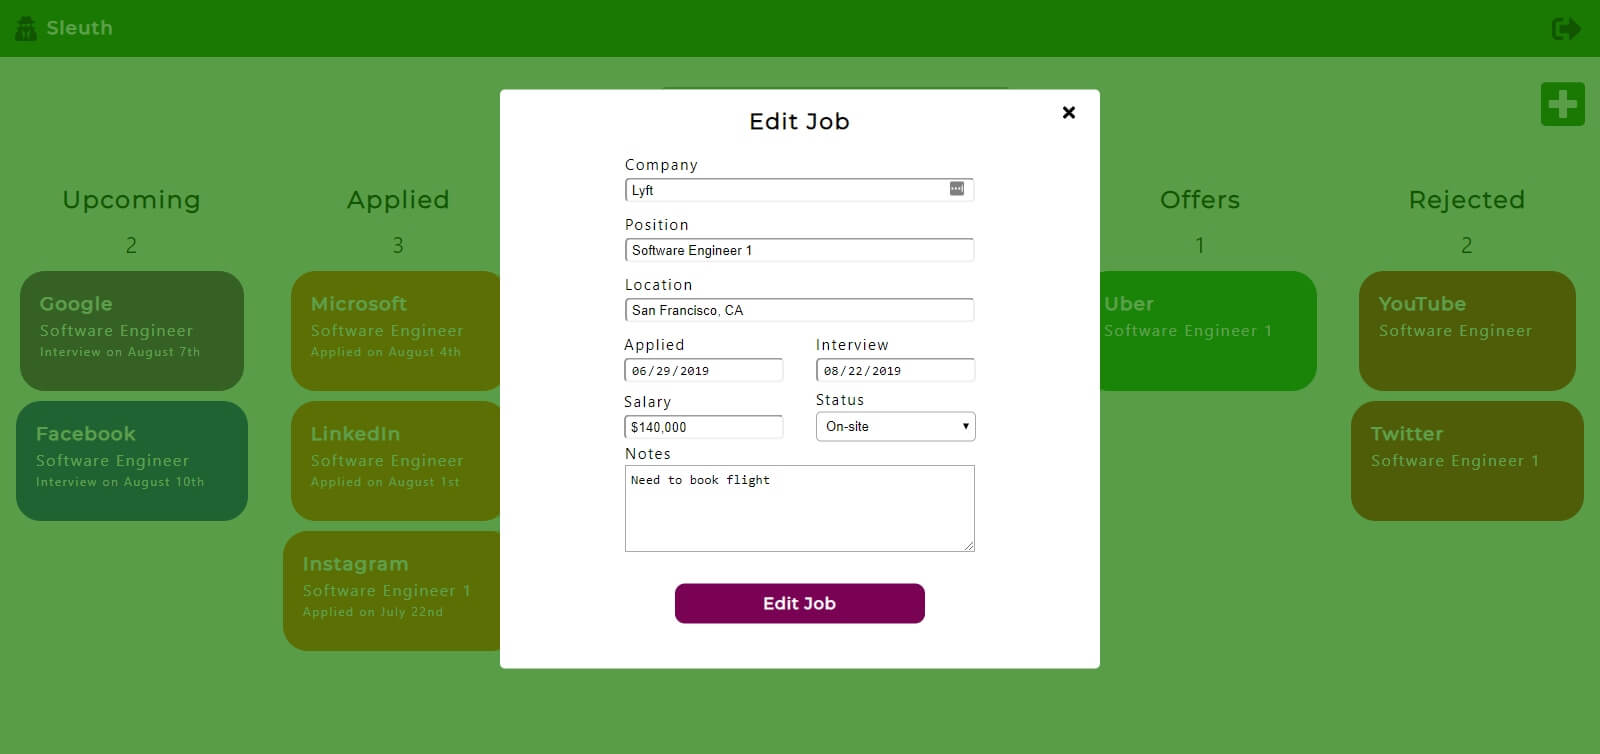 Sleuth
Upcoming
2
Google
Software Engineer
Interview on August 7th
Facebook
Software Engineer
Interview on August 10th
Applied
3
Microsoft
Software Engineer
Applied on August 4th
LinkedIn
Software Engineer
Applied on August 1st
Instagram
Software Engineer 1
Applied on July 22nd
Edit Job
Company
Lyft
Position
Software Engineer 1
Location
San Francisco, CA
Applied Interview
06/29/2019 08/22/2019
Salary Status
$140,000 On-site
Notes
Need to book flight
Edit Job
Offers
1
Uber
Software Engineer 1
Rejected
2
YouTube
Software Engineer
Twitter
Software Engineer 1